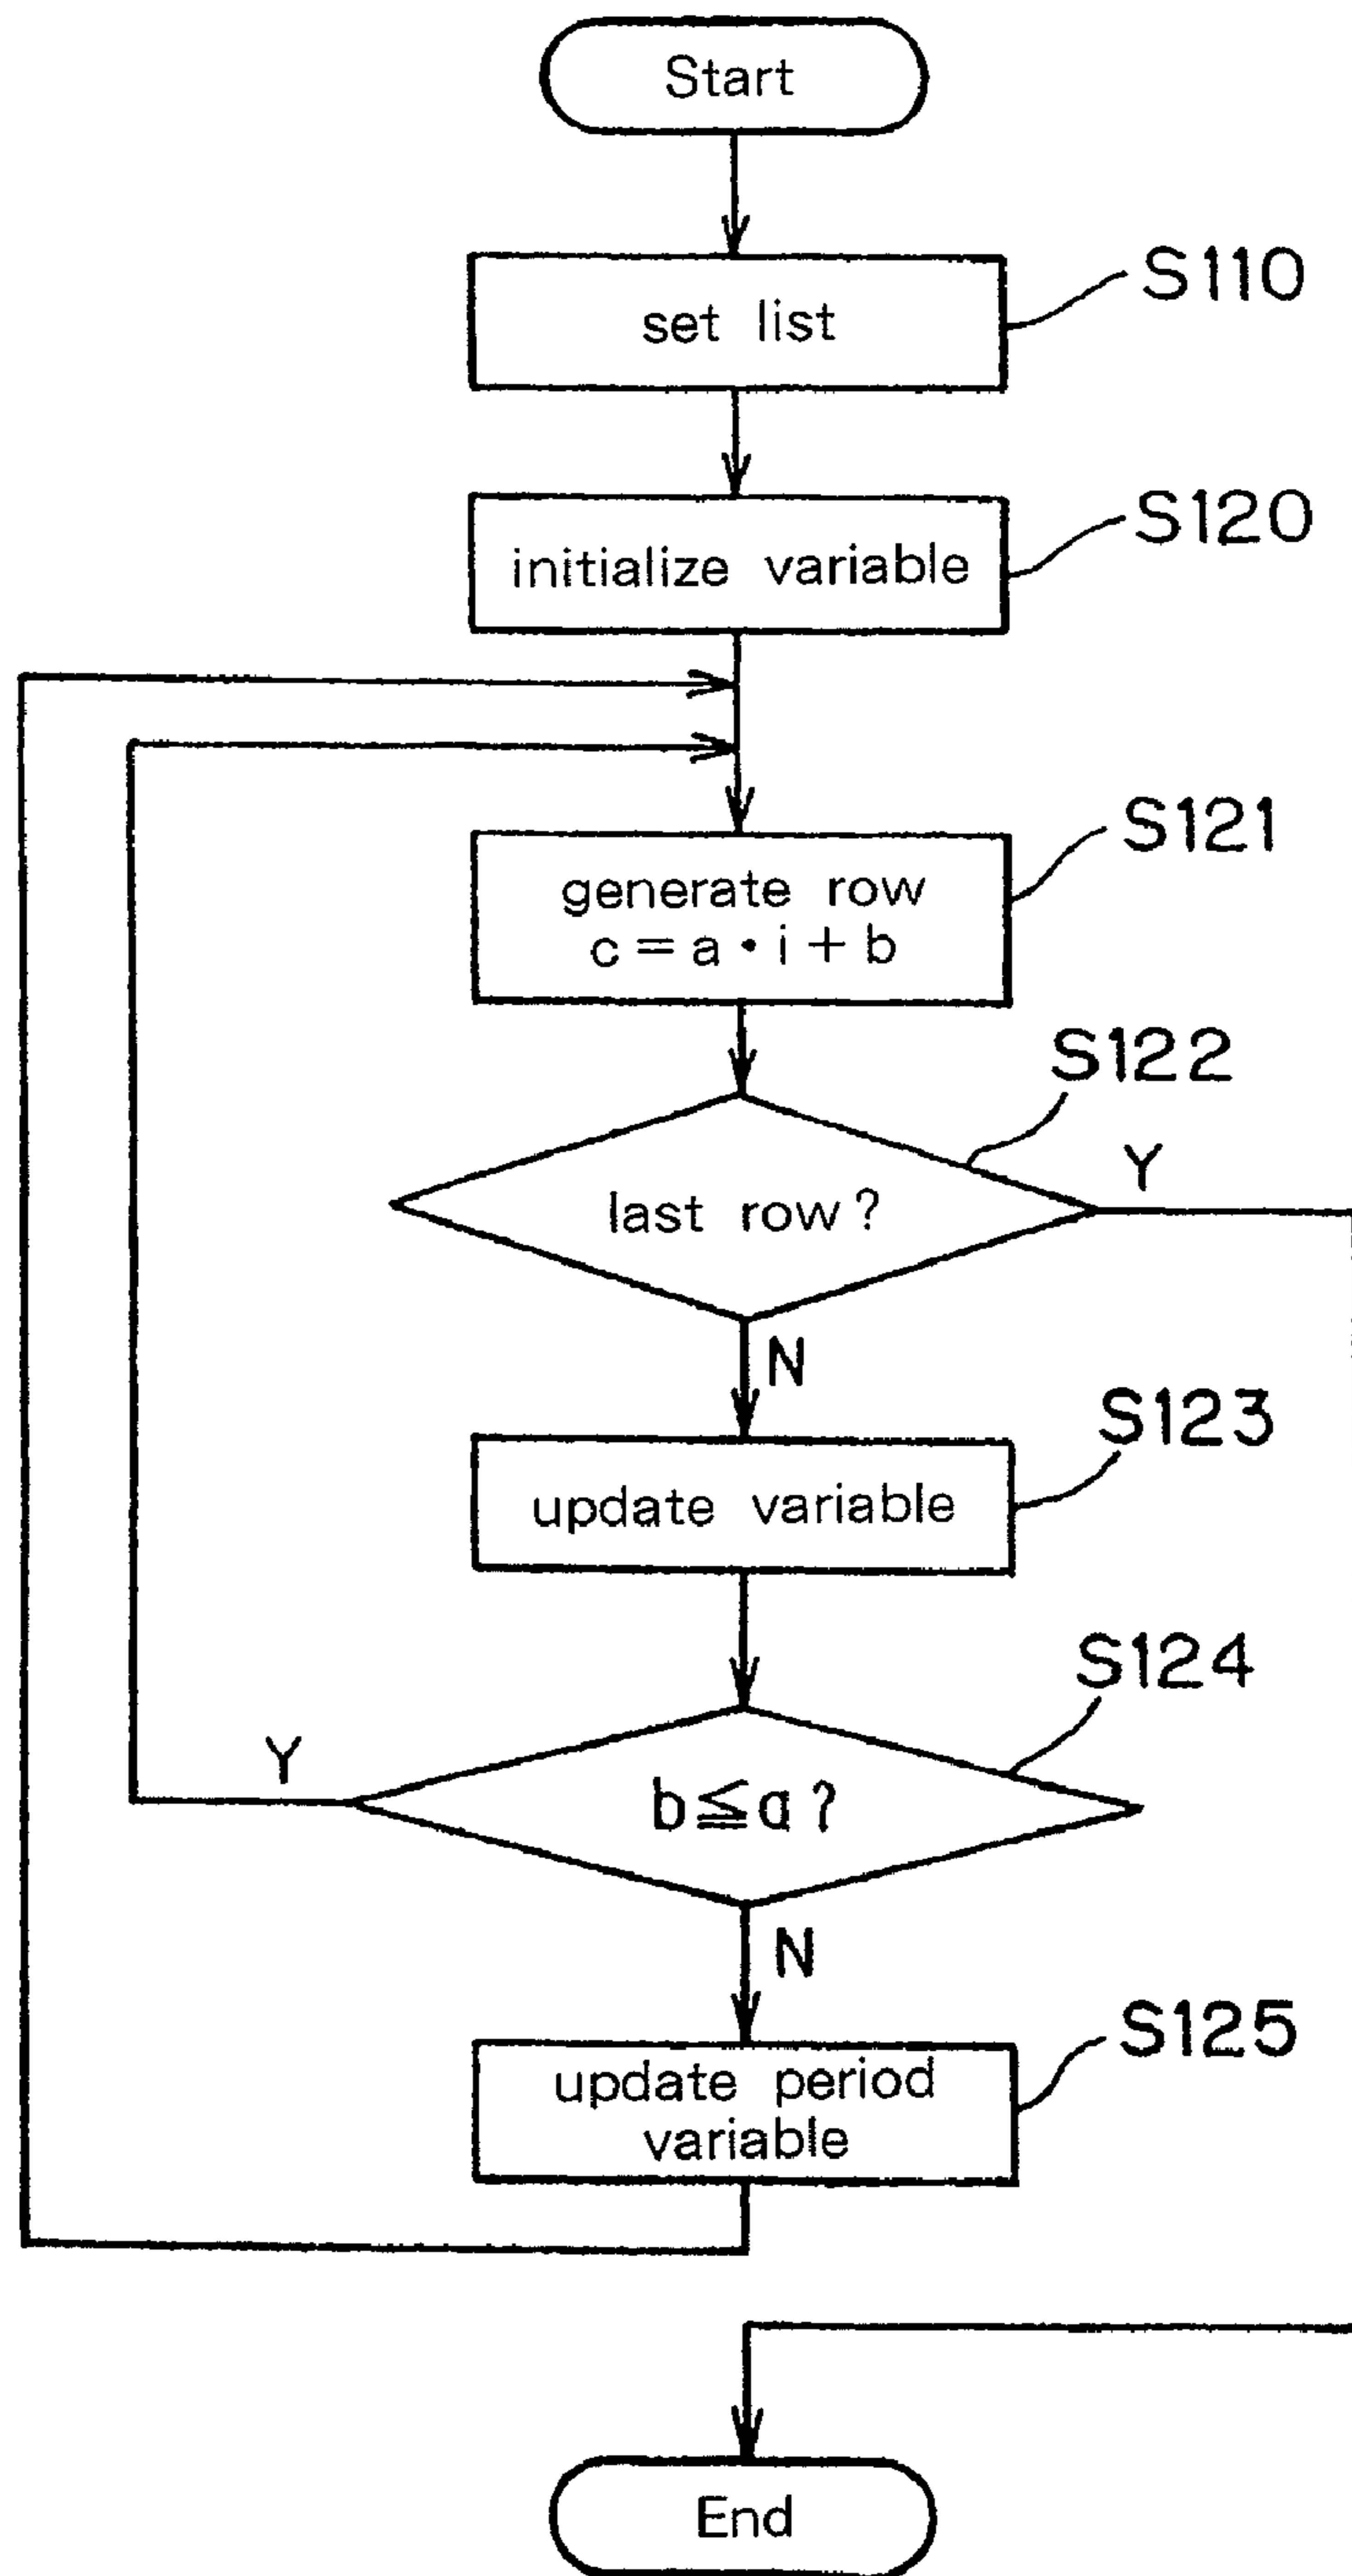 Start
S110
set list
S120
initialize variable
S121
generate row
c = a · i + b
S122
Y
last row ?
N
S123
update variable
S124
Y
b ≦ a ?
N
S125
update period
variable
End